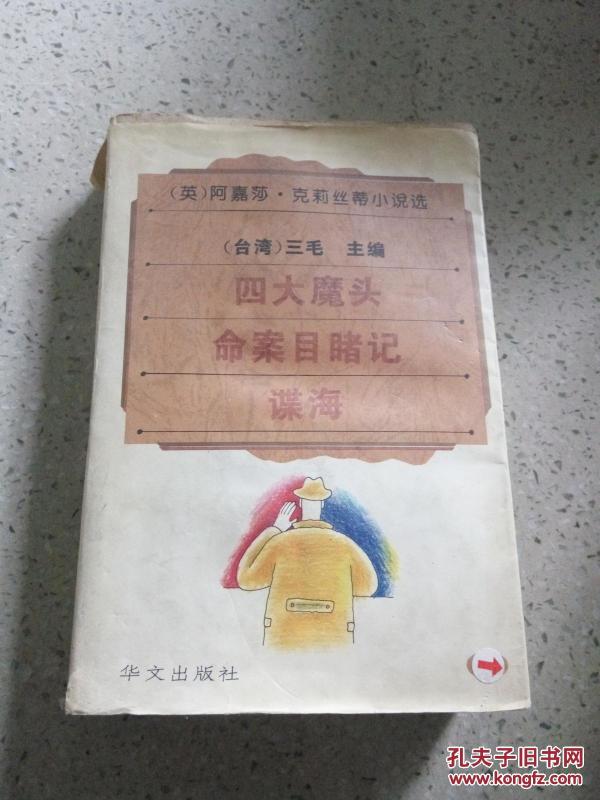 （英）阿嘉莎·克莉丝蒂小说选
（台湾）三毛 主编
四大魔头
命案目睹记
谍海
华文出版社
孔夫子旧书网
www.kongfz.com